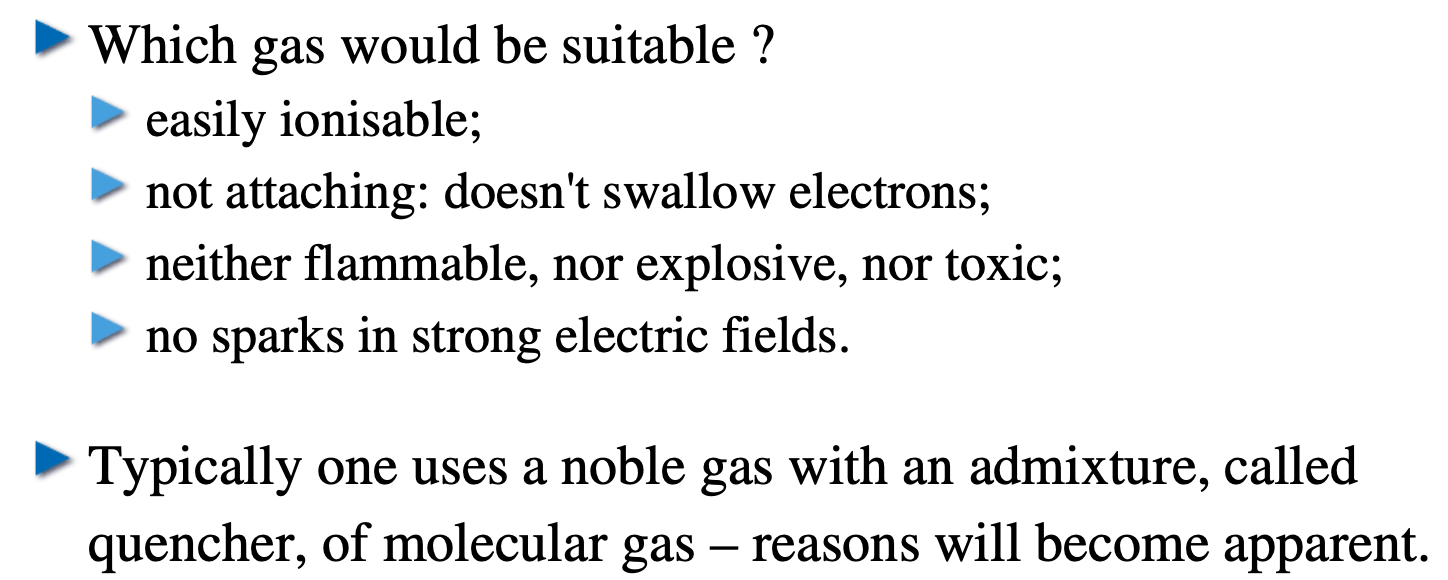 Which gas would be suitable ?
easily ionisable;
not attaching: doesn't swallow electrons;
neither flammable, nor explosive, nor toxic;
no sparks in strong electric fields.
Typically one uses a noble gas with an admixture, called
quencher, of molecular gas – reasons will become apparent.